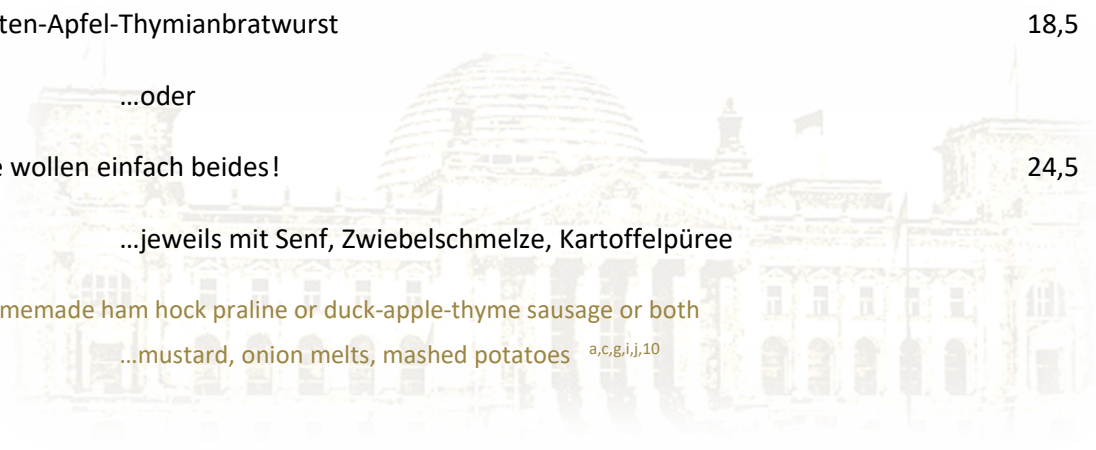 ten-Apfel-Thymianbratwurst 18,5
…oder
e wollen einfach beides! 24,5
…jeweils mit Senf, Zwiebelschmelze, Kartoffelpüree
memade ham hock praline or duck-apple-thyme sausage or both
…mustard, onion melts, mashed potatoes a,c,g,i,j,10